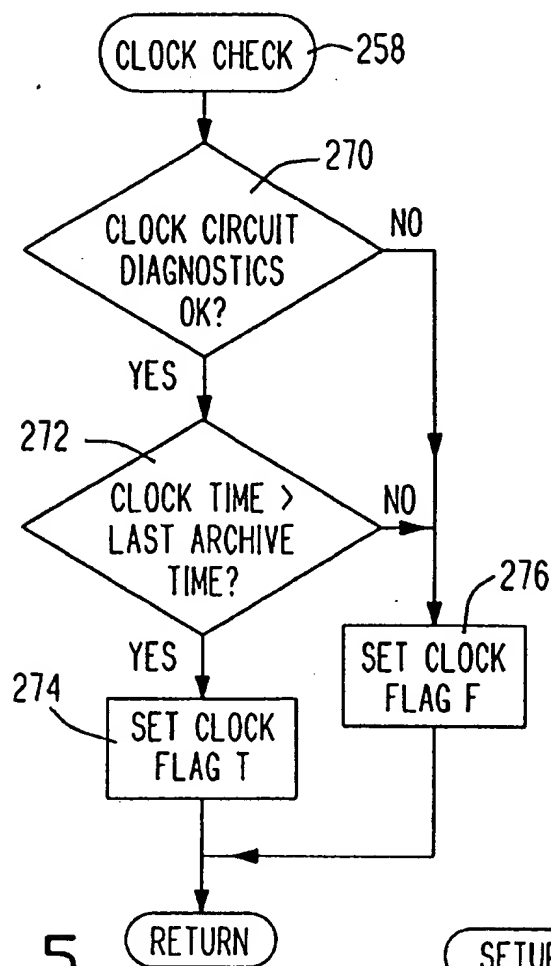 CLOCK CHECK
258
270
CLOCK CIRCUIT
DIAGNOSTICS
OK?
NO
YES
272
CLOCK TIME >
LAST ARCHIVE
TIME?
NO
276
YES
SET CLOCK
FLAG F
274
SET CLOCK
FLAG T
RETURN
5